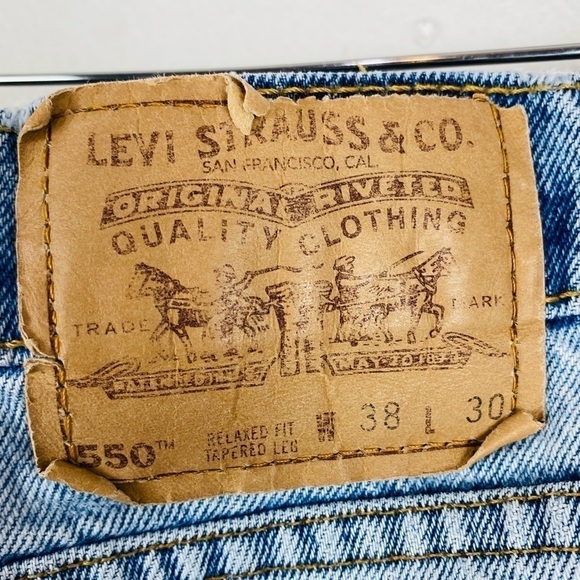 LEVI STRAUSS & CO.
SAN FRANCISCO, CAL.
ORIGINAL RIVETED
QUALITY CLOTHING
TRADE MARK
MAY 20 1873
550™ RELAXED FIT W 38 L 30
TAPERED LEG